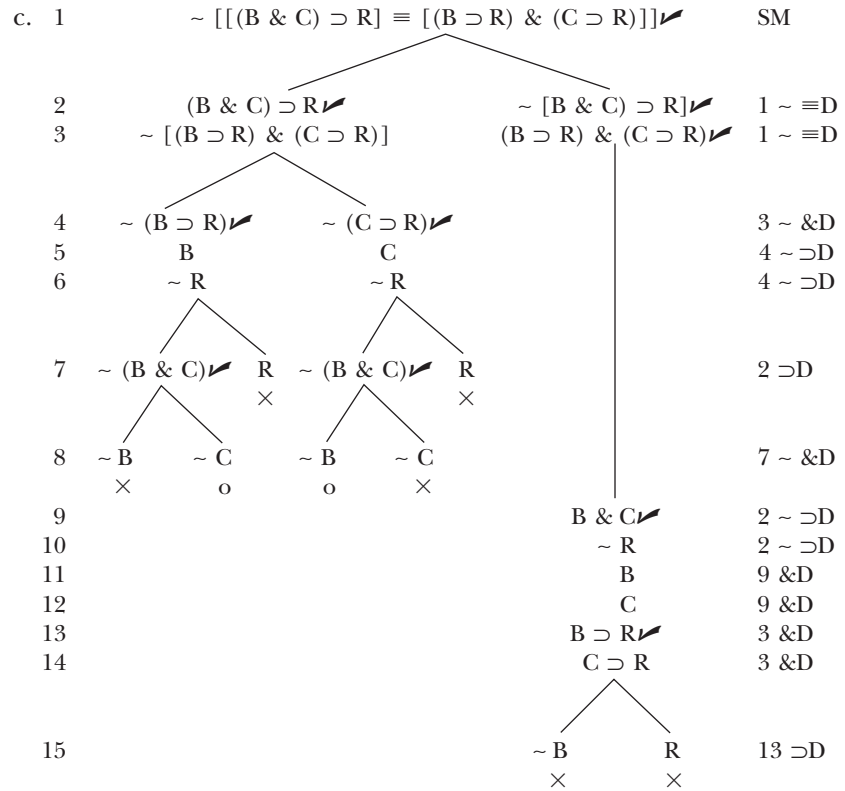 c. 1 ~ [[(B & C) ⊃ R] ≡ [(B ⊃ R) & (C ⊃ R)]]✔ SM
2 (B & C) ⊃ R✔ ~ [B & C) ⊃ R]✔ 1 ~ ≡D
3 ~ [(B ⊃ R) & (C ⊃ R)] (B ⊃ R) & (C ⊃ R)✔ 1 ~ ≡D
4 ~ (B ⊃ R)✔ ~ (C ⊃ R)✔ 3 ~ &D
5 B C 4 ~ ⊃D
6 ~ R ~ R 4 ~ ⊃D
7 ~ (B & C)✔ R ~ (B & C)✔ R 2 ⊃D
× ×
8 ~ B ~ C ~ B ~ C 7 ~ &D
× o o ×
9 B & C✔ 2 ~ ⊃D
10 ~ R 2 ~ ⊃D
11 B 9 &D
12 C 9 &D
13 B ⊃ R✔ 3 &D
14 C ⊃ R 3 &D
15 ~ B R 13 ⊃D
× ×